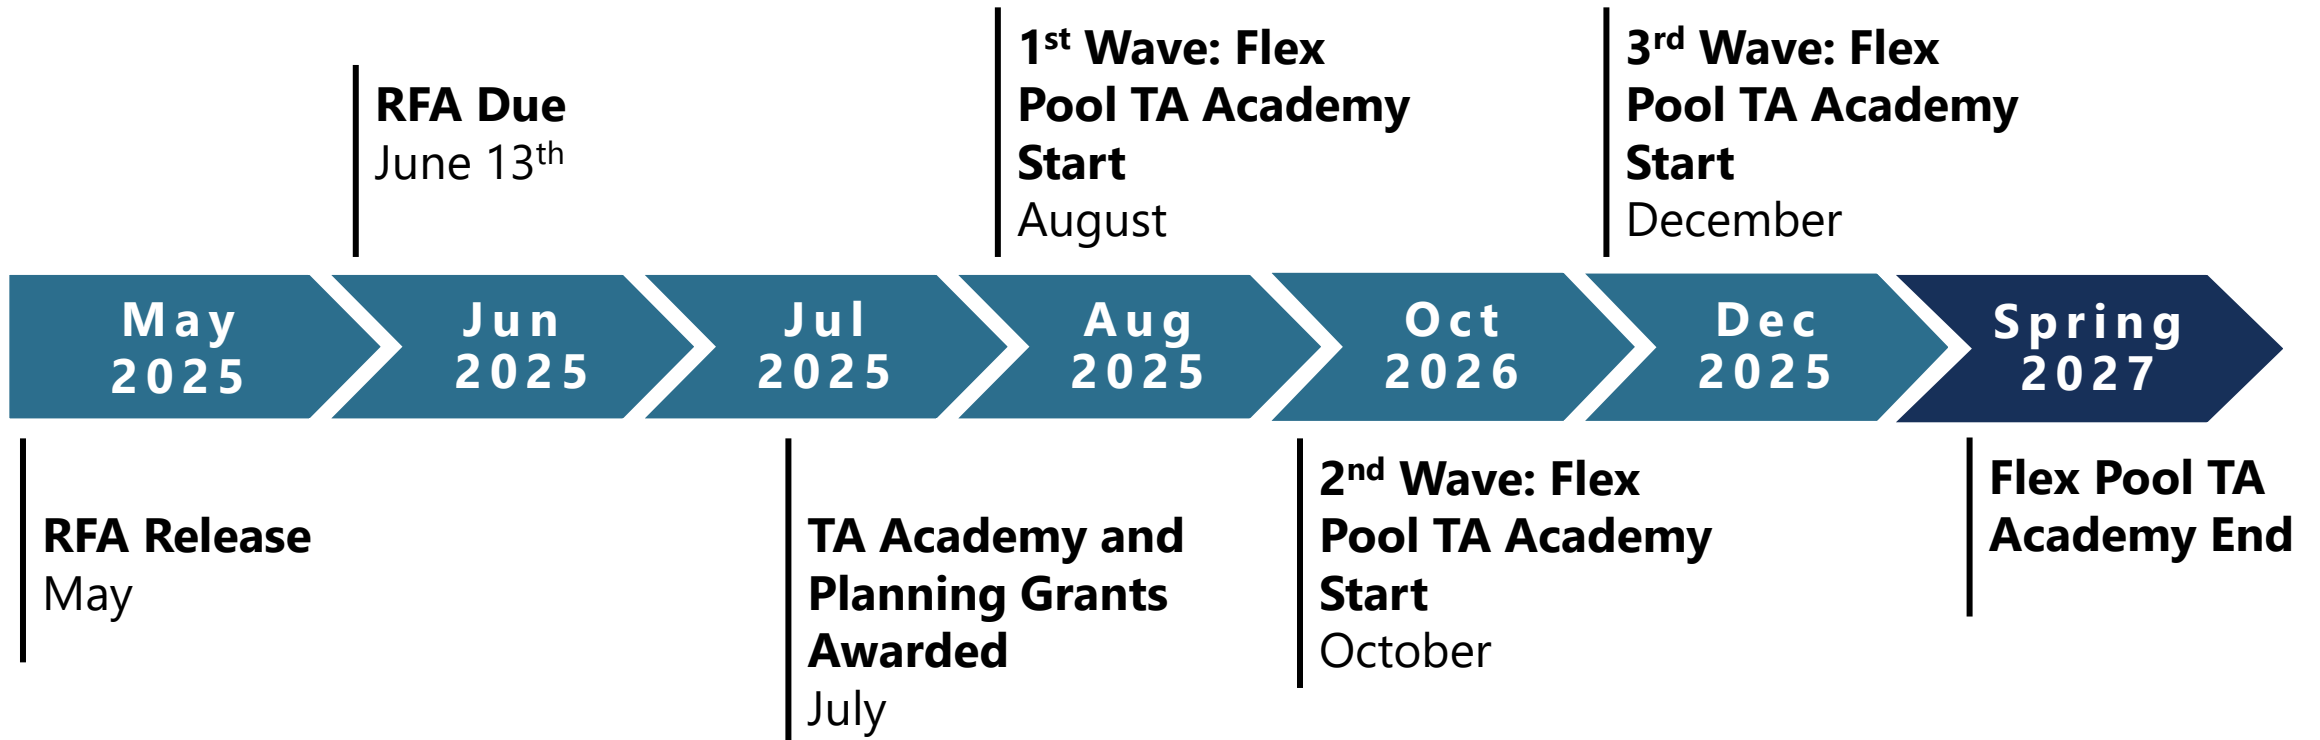 1st Wave: Flex
Pool TA Academy
Start
August
3rd Wave: Flex
Pool TA Academy
Start
December
RFA Due
June 13th
May
2025
Jun
2025
Jul
2025
Aug
2025
Oct
2026
Dec
2025
Spring
2027
RFA Release
May
TA Academy and
Planning Grants
Awarded
July
2nd Wave: Flex
Pool TA Academy
Start
October
Flex Pool TA
Academy End